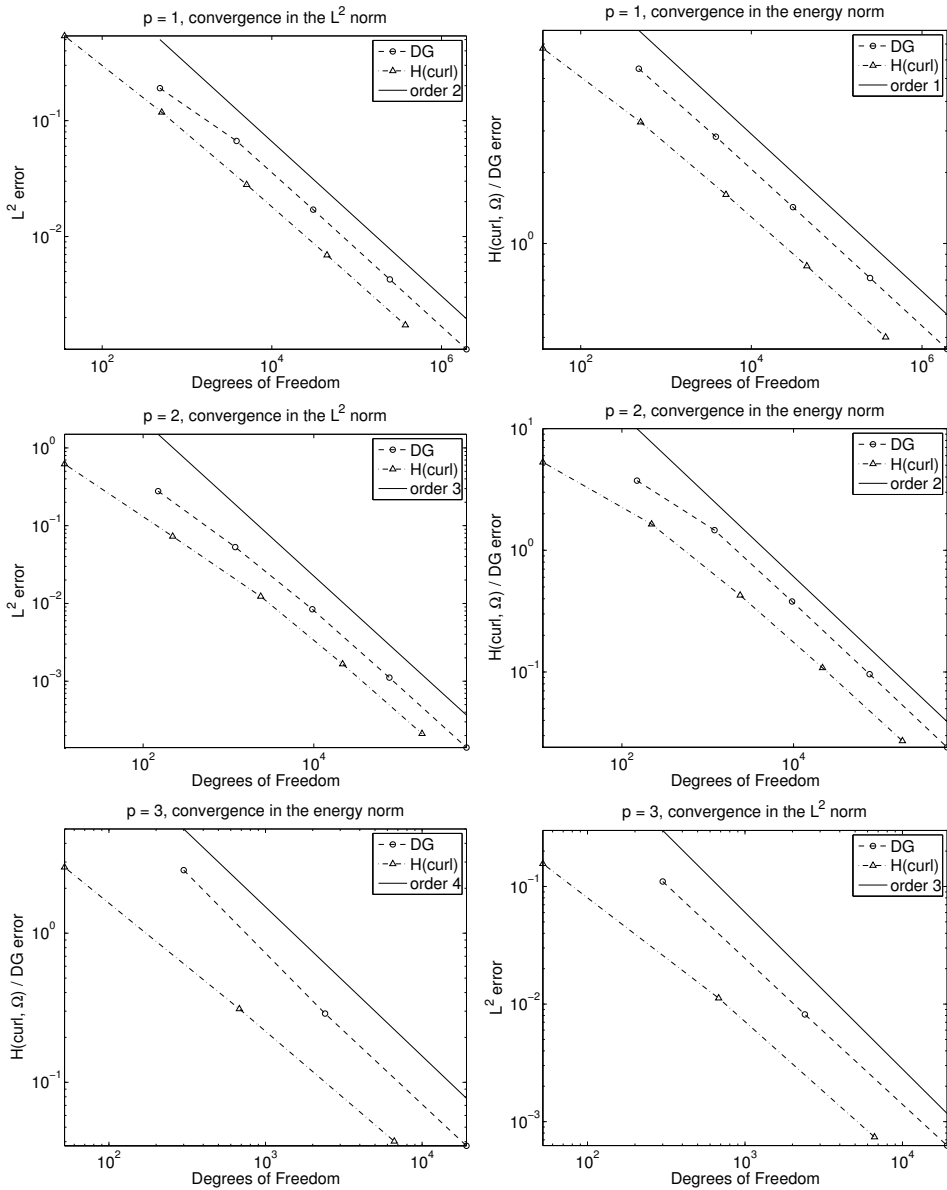 p = 1, convergence in the L² norm
DG
H(curl)
order 2
L² error
10⁻¹
10⁻²
10² 10⁴ 10⁶
Degrees of Freedom
p = 1, convergence in the energy norm
DG
H(curl)
order 1
H(curl, Ω) / DG error
10⁰
10² 10⁴ 10⁶
Degrees of Freedom
p = 2, convergence in the L² norm
DG
H(curl)
order 3
L² error
10⁰
10⁻¹
10⁻²
10⁻³
10² 10⁴
Degrees of Freedom
p = 2, convergence in the energy norm
DG
H(curl)
order 2
H(curl, Ω) / DG error
10¹
10⁰
10⁻¹
10² 10⁴
Degrees of Freedom
p = 3, convergence in the energy norm
DG
H(curl)
order 4
H(curl, Ω) / DG error
10⁰
10⁻¹
10² 10³ 10⁴
Degrees of Freedom
p = 3, convergence in the L² norm
DG
H(curl)
order 3
L² error
10⁻¹
10⁻²
10⁻³
10² 10³ 10⁴
Degrees of Freedom